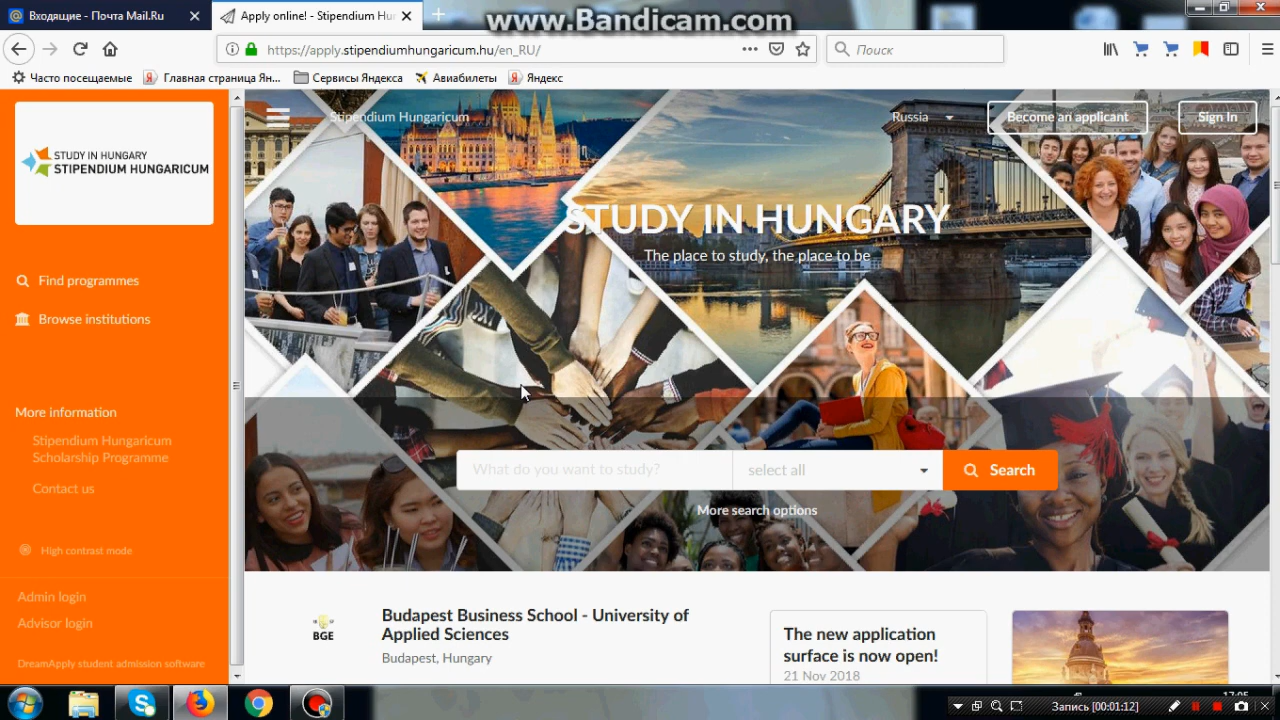 www.Bandicam.com
Входящие - Почта Mail.Ru
Apply online! - Stipendium Hur
https://apply.stipendiumhungaricum.hu/en_RU/
Поиск
Часто посещаемые
Главная страница Ян...
Сервисы Яндекса
Авиабилеты
Яндекс
STUDY IN HUNGARY
STIPENDIUM HUNGARICUM
Find programmes
Browse institutions
More information
Stipendium Hungaricum
Scholarship Programme
Contact us
High contrast mode
Admin login
Advisor login
DreamApply student admission software
Stipendium Hungaricum
Russia
Become an applicant
Sign In
STUDY IN HUNGARY
The place to study, the place to be
What do you want to study?
select all
Search
More search options
BGE
Budapest Business School - University of
Applied Sciences
Budapest, Hungary
The new application
surface is now open!
21 Nov 2018
Запись [00:01:12]